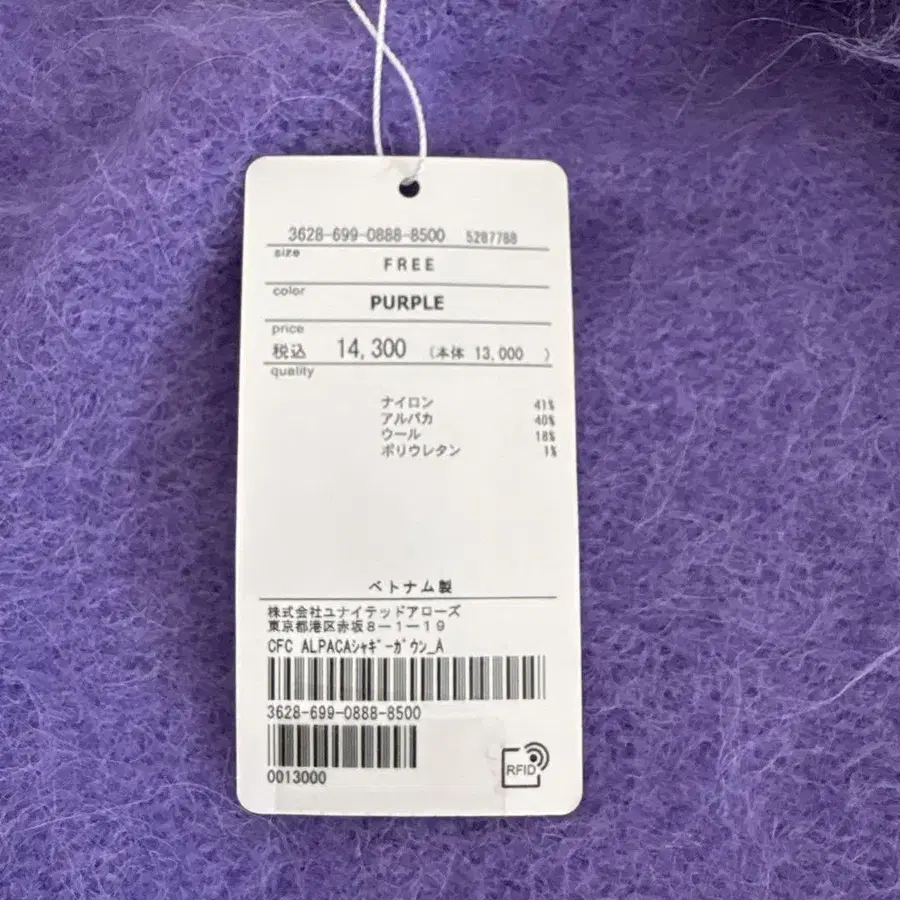 3628-699-0888-8500 5287788
size
FREE
color
PURPLE
price
税込 14,300 (本体 13,000 )
quality
ナイロン 41%
アルパカ 40%
ウール 18%
ポリウレタン 1%
ベトナム製
株式会社ユナイテッドアローズ
東京都港区赤坂8-1-19
CFC ALPACAシャギーガウン_A
3628-699-0888-8500
0013000
RFID